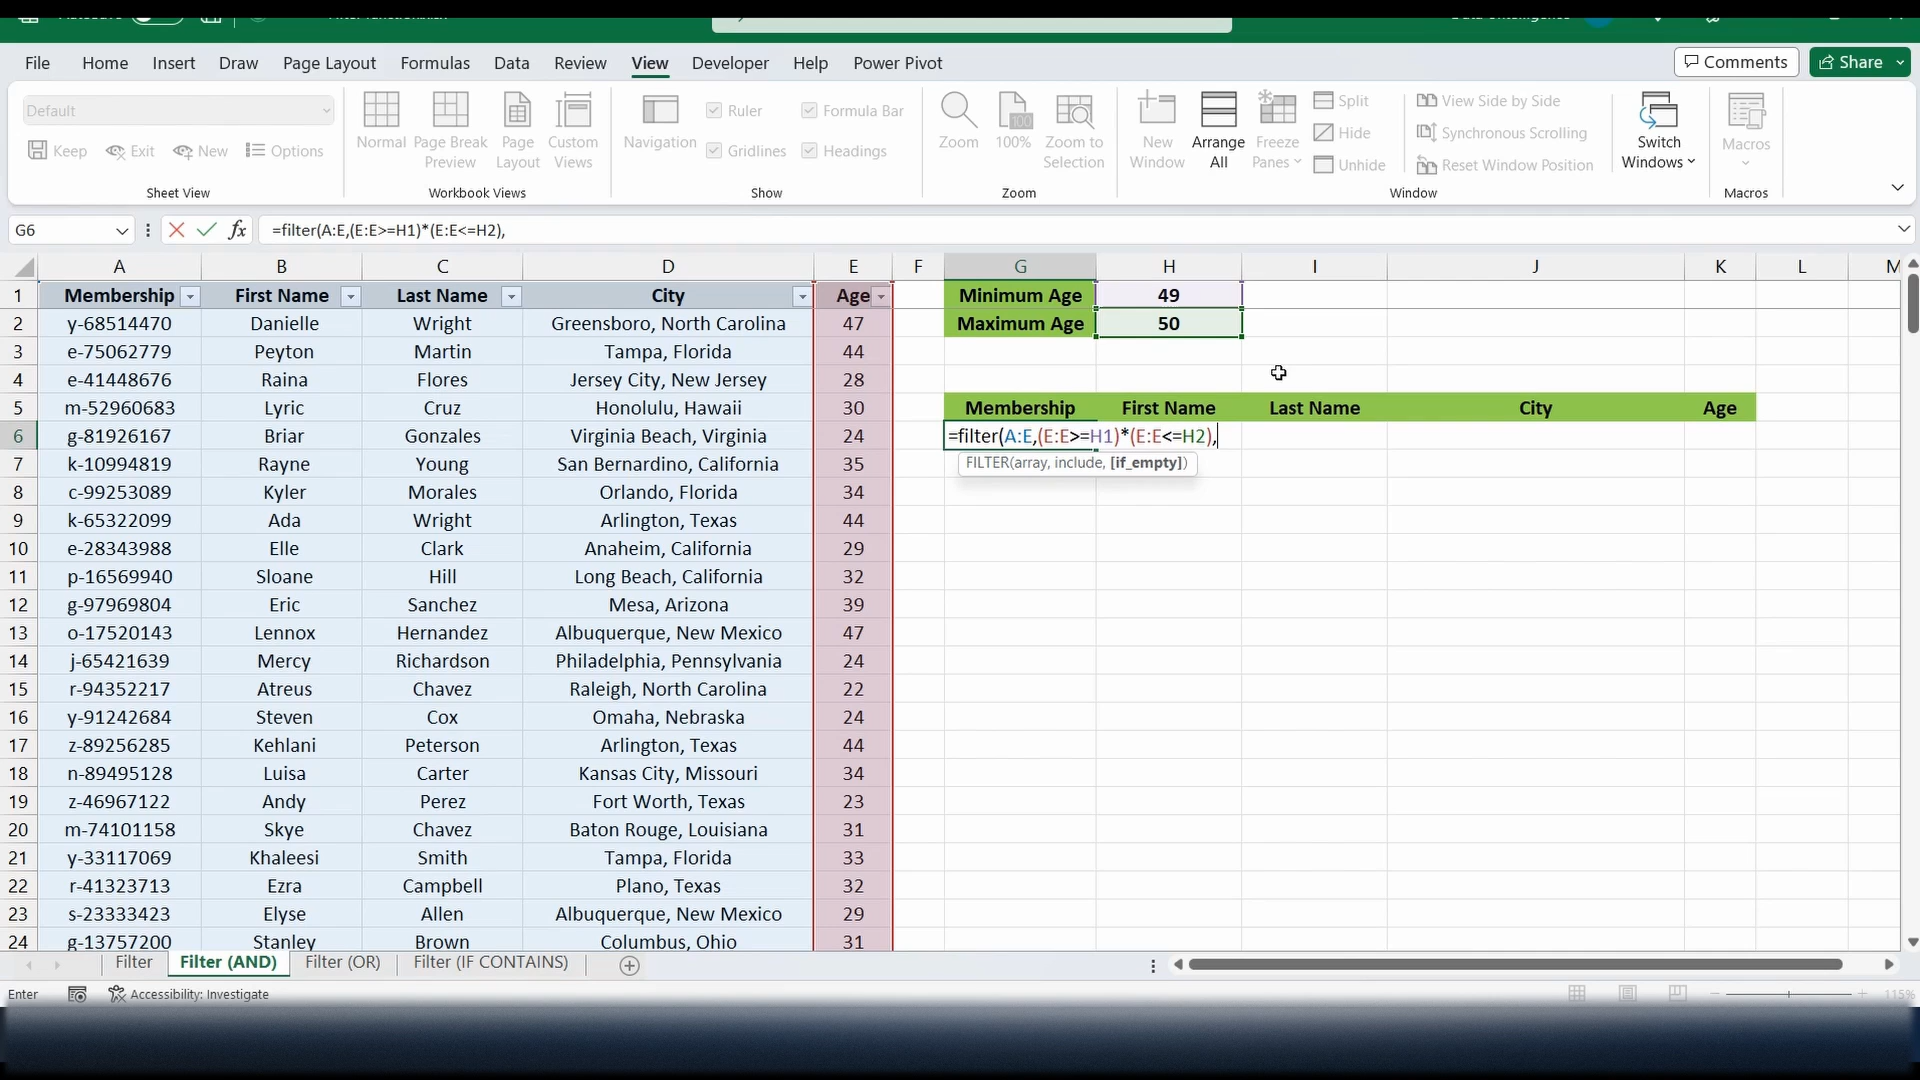 File Home Insert Draw Page Layout Formulas Data Review View Developer Help Power Pivot Comments Share
Default
Keep Exit New Options
Sheet View
Normal Page Break Preview Page Layout Custom Views
Workbook Views
Navigation Ruler Formula Bar
Gridlines Headings
Show
Zoom 100% Zoom to Selection
Zoom
New Window Arrange All Freeze Panes
Split Hide Unhide
View Side by Side
Synchronous Scrolling
Reset Window Position
Window
Switch Windows
Macros
Macros
G6 fx =filter(A:E,(E:E>=H1)*(E:E<=H2),
A B C D E F G H I J K L M
1 Membership First Name Last Name City Age Minimum Age 49
2 y-68514470 Danielle Wright Greensboro, North Carolina 47 Maximum Age 50
3 e-75062779 Peyton Martin Tampa, Florida 44
4 e-41448676 Raina Flores Jersey City, New Jersey 28
5 m-52960683 Lyric Cruz Honolulu, Hawaii 30 Membership First Name Last Name City Age
6 g-81926167 Briar Gonzales Virginia Beach, Virginia 24 =filter(A:E,(E:E>=H1)*(E:E<=H2),
7 k-10994819 Rayne Young San Bernardino, California 35 FILTER(array, include, [if_empty])
8 c-99253089 Kyler Morales Orlando, Florida 34
9 k-65322099 Ada Wright Arlington, Texas 44
10 e-28343988 Elle Clark Anaheim, California 29
11 p-16569940 Sloane Hill Long Beach, California 32
12 g-97969804 Eric Sanchez Mesa, Arizona 39
13 o-17520143 Lennox Hernandez Albuquerque, New Mexico 47
14 j-65421639 Mercy Richardson Philadelphia, Pennsylvania 24
15 r-94352217 Atreus Chavez Raleigh, North Carolina 22
16 y-91242684 Steven Cox Omaha, Nebraska 24
17 z-89256285 Kehlani Peterson Arlington, Texas 44
18 n-89495128 Luisa Carter Kansas City, Missouri 34
19 z-46967122 Andy Perez Fort Worth, Texas 23
20 m-74101158 Skye Chavez Baton Rouge, Louisiana 31
21 y-33117069 Khaleesi Smith Tampa, Florida 33
22 r-41323713 Ezra Campbell Plano, Texas 32
23 s-23333423 Elyse Allen Albuquerque, New Mexico 29
24 g-13757200 Stanley Brown Columbus, Ohio 31
Filter Filter (AND) Filter (OR) Filter (IF CONTAINS)
Enter Accessibility: Investigate 115%